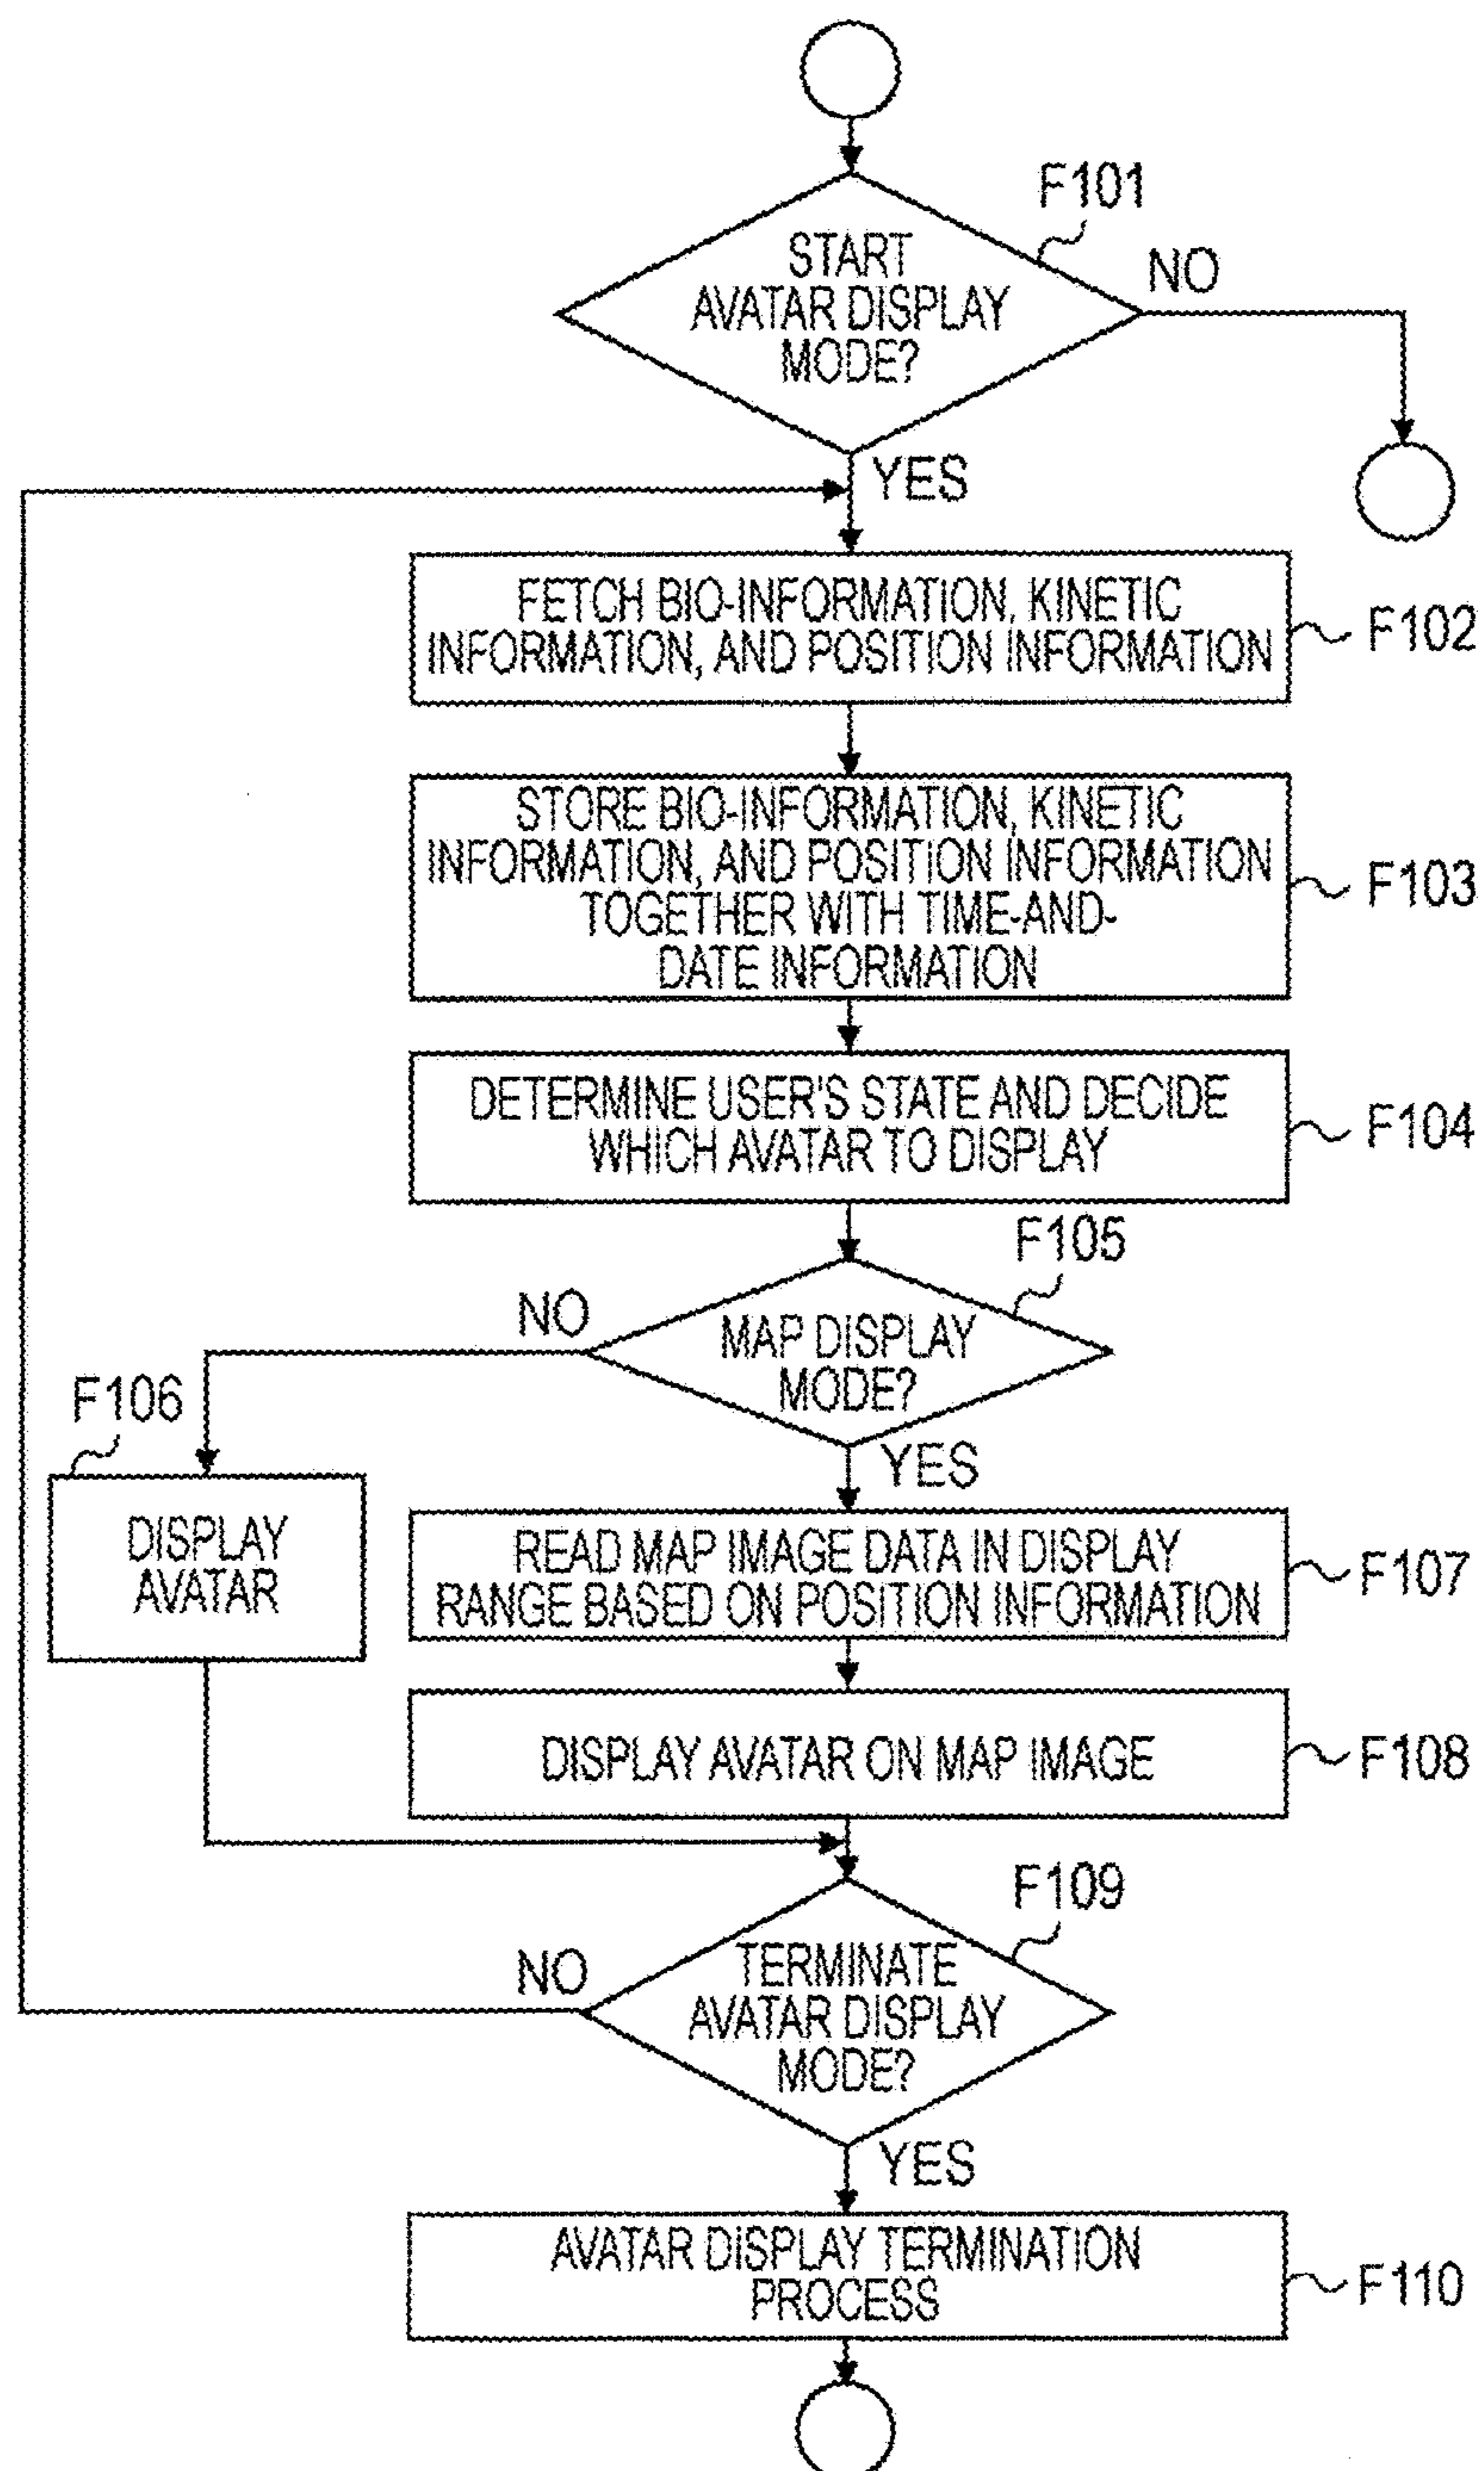 F101
START
AVATAR DISPLAY
MODE?
NO
YES
FETCH BIO-INFORMATION, KINETIC
INFORMATION, AND POSITION INFORMATION
F102
STORE BIO-INFORMATION, KINETIC
INFORMATION, AND POSITION INFORMATION
TOGETHER WITH TIME-AND-
DATE INFORMATION
F103
DETERMINE USER'S STATE AND DECIDE
WHICH AVATAR TO DISPLAY
F104
F105
NO
MAP DISPLAY
MODE?
F106
YES
DISPLAY
AVATAR
READ MAP IMAGE DATA IN DISPLAY
RANGE BASED ON POSITION INFORMATION
F107
DISPLAY AVATAR ON MAP IMAGE
F108
F109
NO
TERMINATE
AVATAR DISPLAY
MODE?
YES
AVATAR DISPLAY TERMINATION
PROCESS
F110